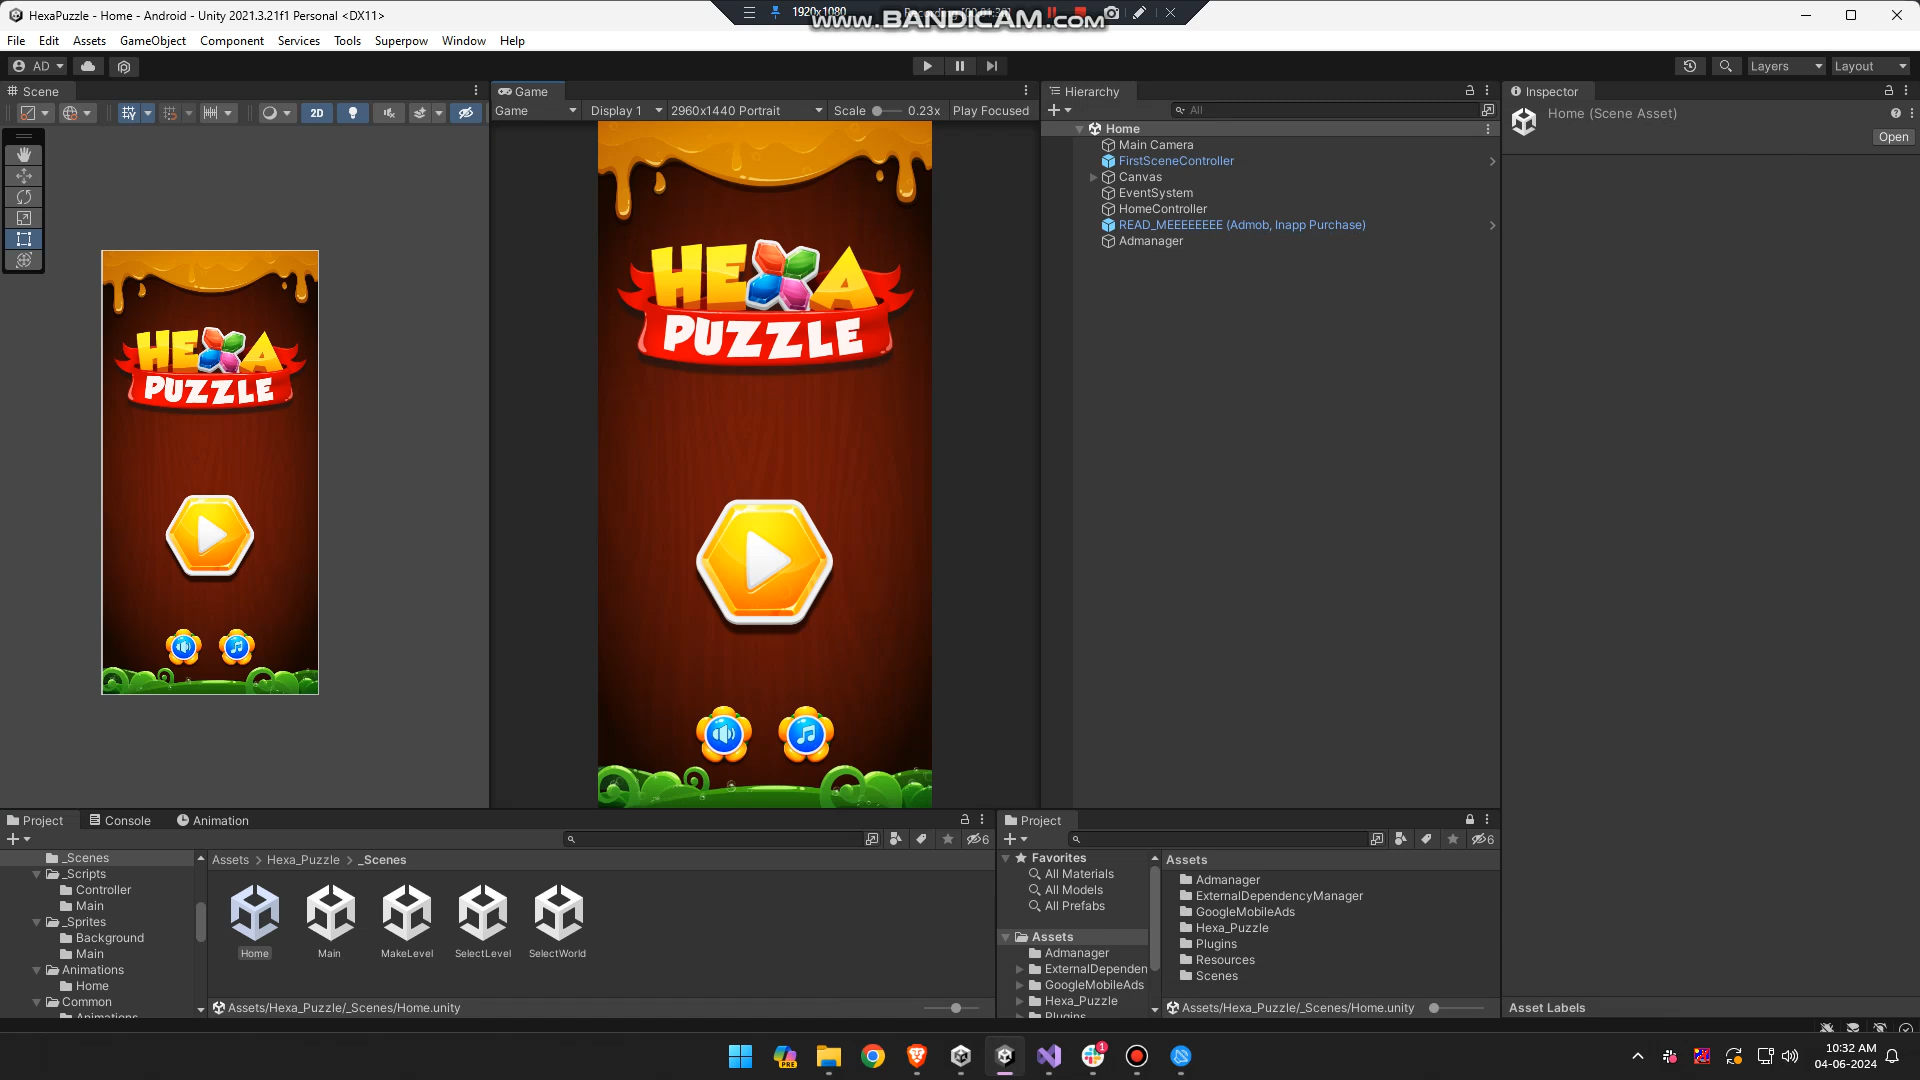 HexaPuzzle - Home - Android - Unity 2021.3.21f1 Personal <DX11>
1920x1080
www.BANDICAM.com
File Edit Assets GameObject Component Services Tools Superpow Window Help
AD
Layers
Layout
Scene
Game
Hierarchy
Inspector
2D
Game
Display 1
2960x1440 Portrait
Scale
0.23x
Play Focused
All
Home (Scene Asset)
Open
Home
Main Camera
FirstSceneController
Canvas
EventSystem
HomeController
READ_MEEEEEEEE (Admob, Inapp Purchase)
Admanager
HEXA
PUZZLE
HEXA
PUZZLE
Project
Console
Animation
6
_Scenes
_Scripts
Controller
Main
_Sprites
Background
Main
Animations
Home
Common
Animations
Assets > Hexa_Puzzle > _Scenes
Home
Main
MakeLevel
SelectLevel
SelectWorld
Assets/Hexa_Puzzle/_Scenes/Home.unity
Project
6
Favorites
All Materials
All Models
All Prefabs
Assets
Admanager
ExternalDependen
GoogleMobileAds
Hexa_Puzzle
Plugins
Assets
Admanager
ExternalDependencyManager
GoogleMobileAds
Hexa_Puzzle
Plugins
Resources
Scenes
Assets/Hexa_Puzzle/_Scenes/Home.unity
Asset Labels
PRE
1
10:32 AM
04-06-2024